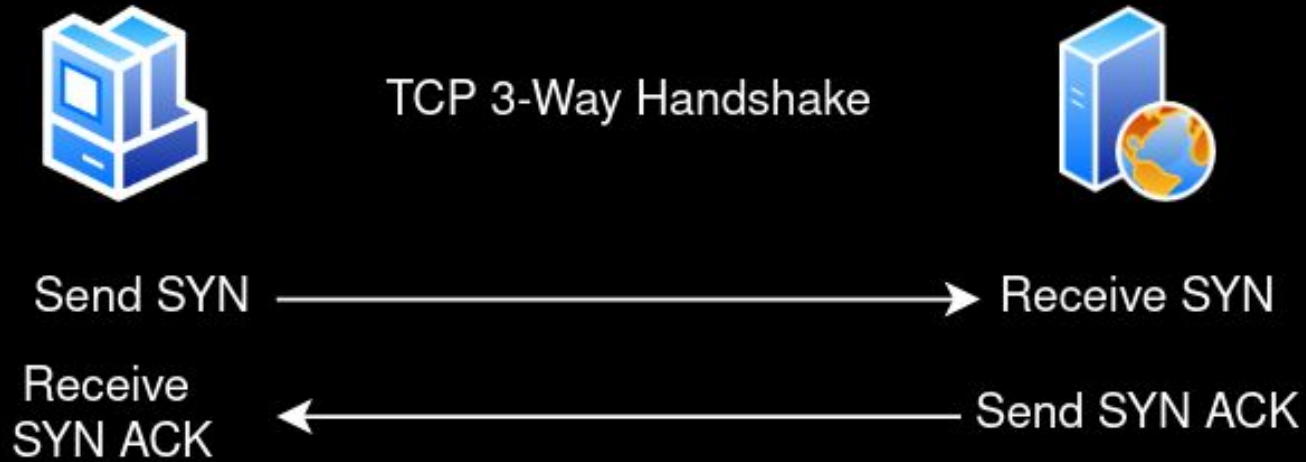 TCP 3-Way Handshake
Send SYN
Receive SYN
Receive
SYN ACK
Send SYN ACK